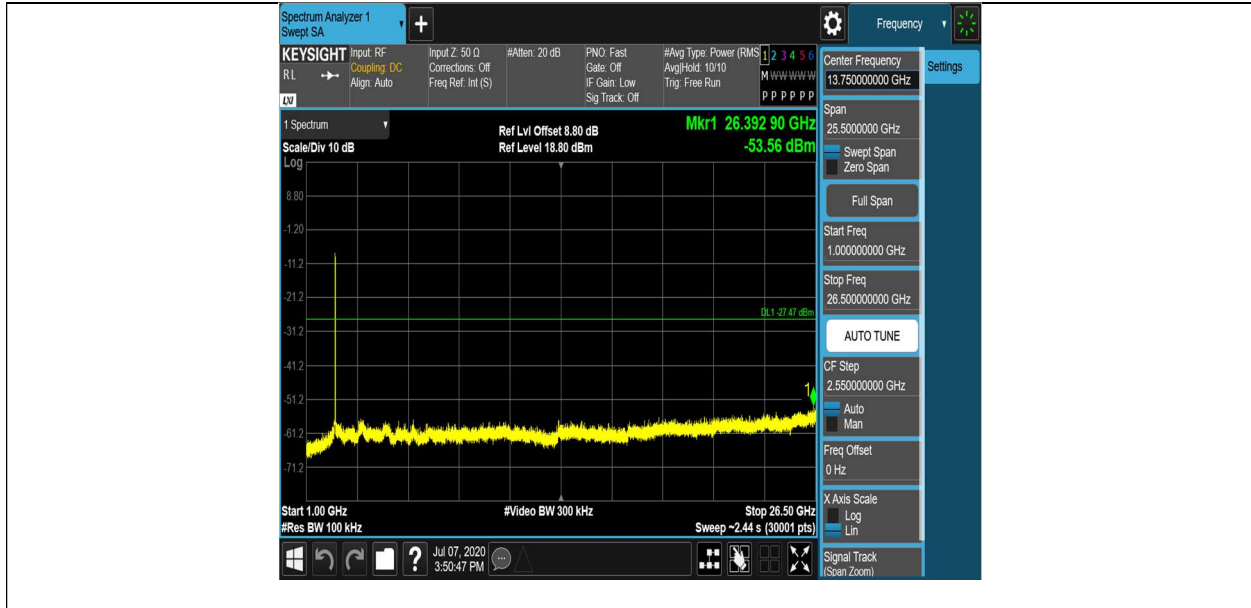 Spectrum Analyzer 1
Swept SA
Frequency
KEYSIGHT
RL
LXI
Input: RF
Coupling: DC
Align: Auto
Input Z: 50 Ω
Corrections: Off
Freq Ref: Int (S)
#Atten: 20 dB
PNO: Fast
Gate: Off
IF Gain: Low
Sig Track: Off
#Avg Type: Power (RMS
Avg|Hold: 10/10
Trig: Free Run
1 2 3 4 5 6
M W W W W W
P P P P P P
1 Spectrum
Scale/Div 10 dB
Ref Lvl Offset 8.80 dB
Ref Level 18.80 dBm
Mkr1 26.392 90 GHz
-53.56 dBm
Log
8.80
-1.20
-11.2
-21.2
DL1 -27.47 dBm
-31.2
-41.2
1
-51.2
-61.2
-71.2
Start 1.00 GHz
#Video BW 300 kHz
Stop 26.50 GHz
#Res BW 100 kHz
Sweep ~2.44 s (30001 pts)
?
Jul 07, 2020
3:50:47 PM
Center Frequency
13.750000000 GHz
Settings
Span
25.5000000 GHz
Swept Span
Zero Span
Full Span
Start Freq
1.000000000 GHz
Stop Freq
26.500000000 GHz
AUTO TUNE
CF Step
2.550000000 GHz
Auto
Man
Freq Offset
0 Hz
X Axis Scale
Log
Lin
Signal Track
(Span Zoom)